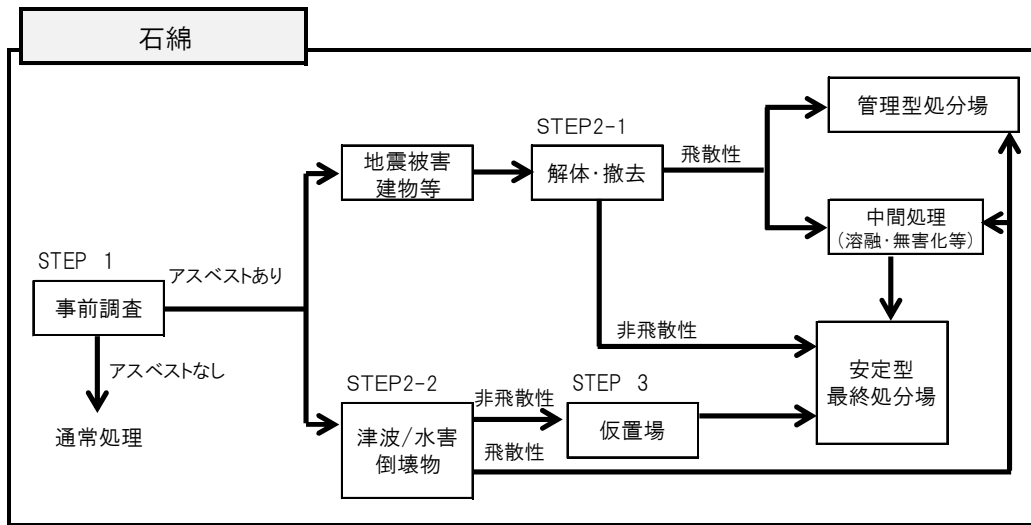 石綿
STEP 1
事前調査
アスベストあり
アスベストなし
通常処理
地震被害
建物等
STEP2-1
解体・撤去
飛散性
管理型処分場
中間処理
(溶融・無害化等)
非飛散性
安定型
最終処分場
STEP2-2
津波/水害
倒壊物
非飛散性
飛散性
STEP 3
仮置場